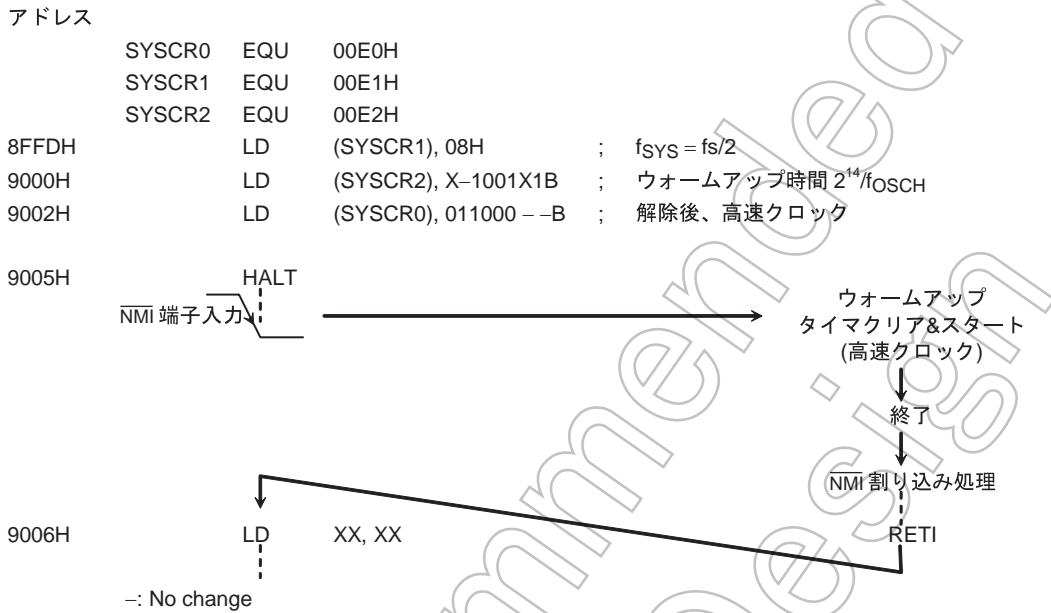 アドレス
SYSCR0 EQU 00E0H
SYSCR1 EQU 00E1H
SYSCR2 EQU 00E2H
8FFDH LD (SYSCR1), 08H ; fSYS = fs/2
9000H LD (SYSCR2), X−1001X1B ; ウォームアップ時間 2^14/fOSCH
9002H LD (SYSCR0), 011000 − −B ; 解除後、高速クロック
9005H HALT
NMI 端子入力
ウォームアップ
タイマクリア&スタート
(高速クロック)
終了
NMI 割り込み処理
9006H LD XX, XX RETI
−: No change
mmended
esign